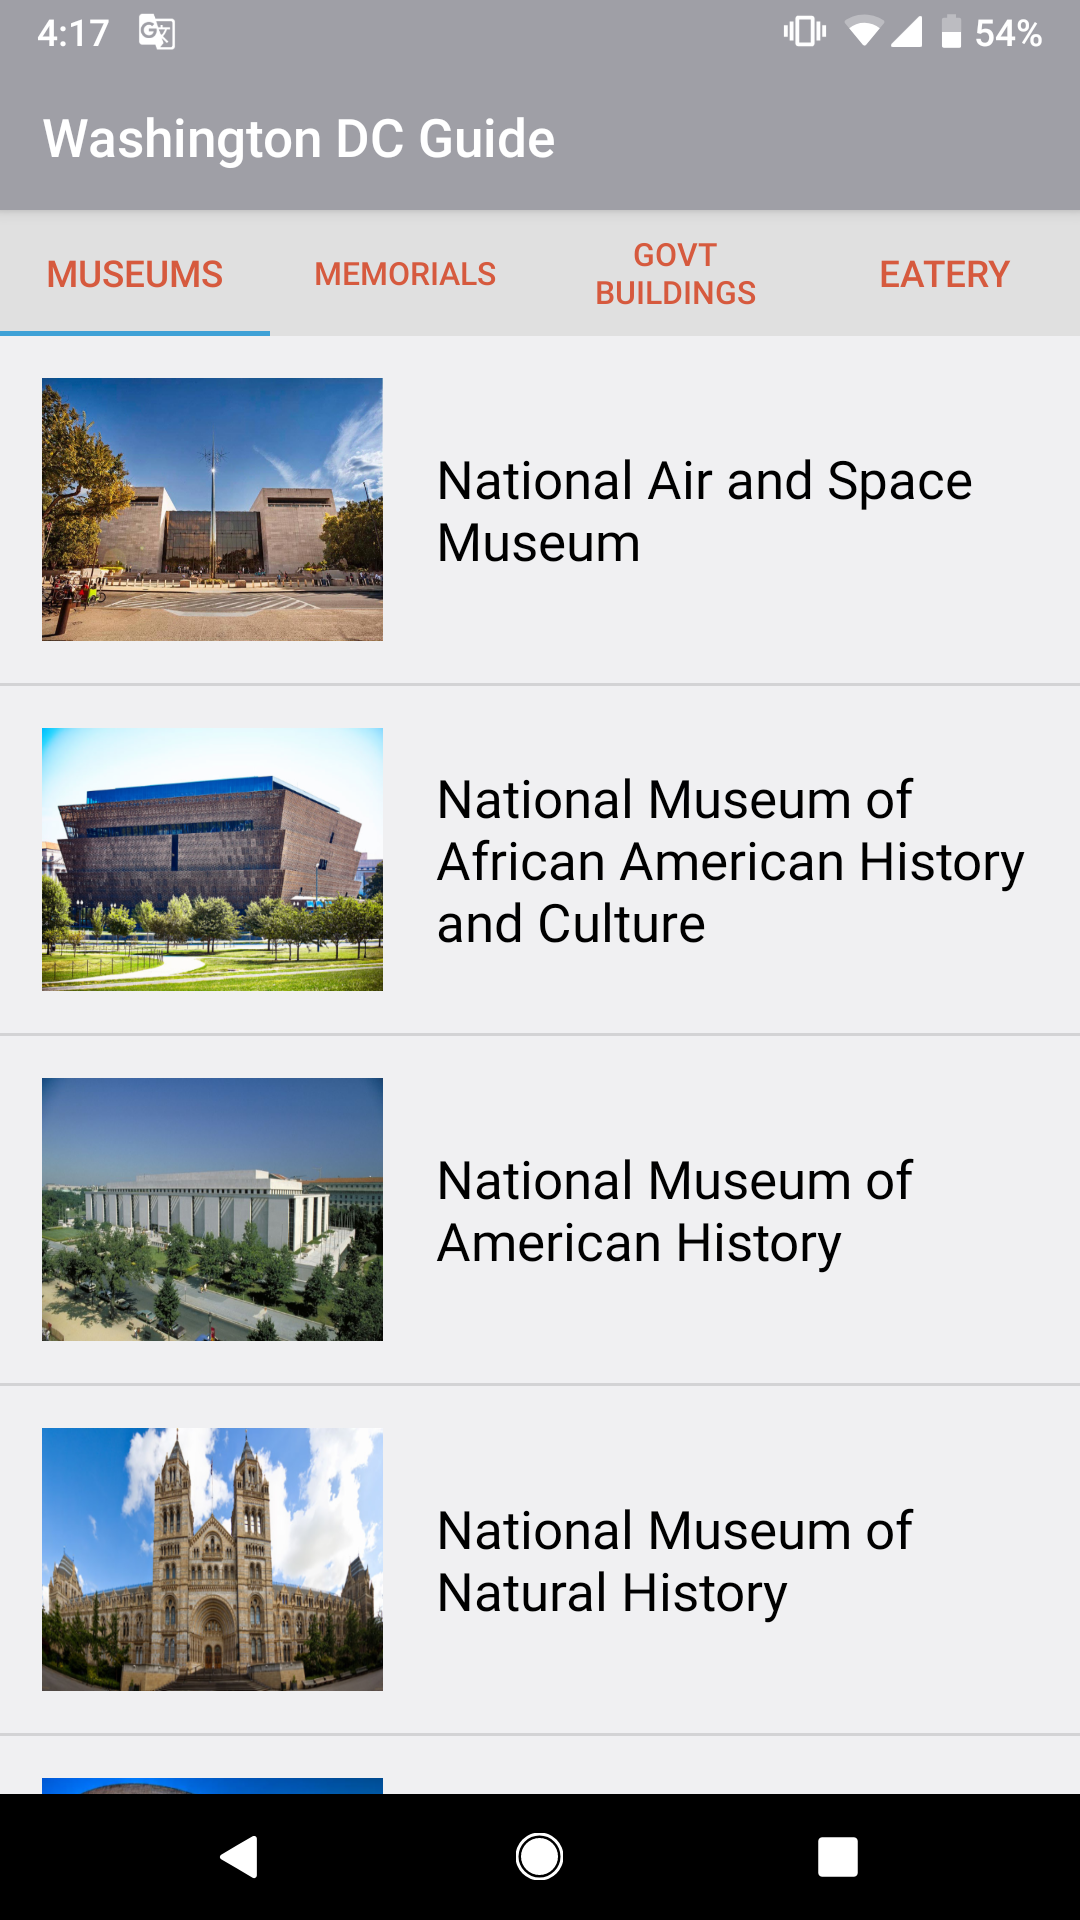 4:17
54%
Washington DC Guide
MUSEUMS
MEMORIALS
GOVT
BUILDINGS
EATERY
National Air and Space
Museum
National Museum of
African American History
and Culture
National Museum of
American History
National Museum of
Natural History